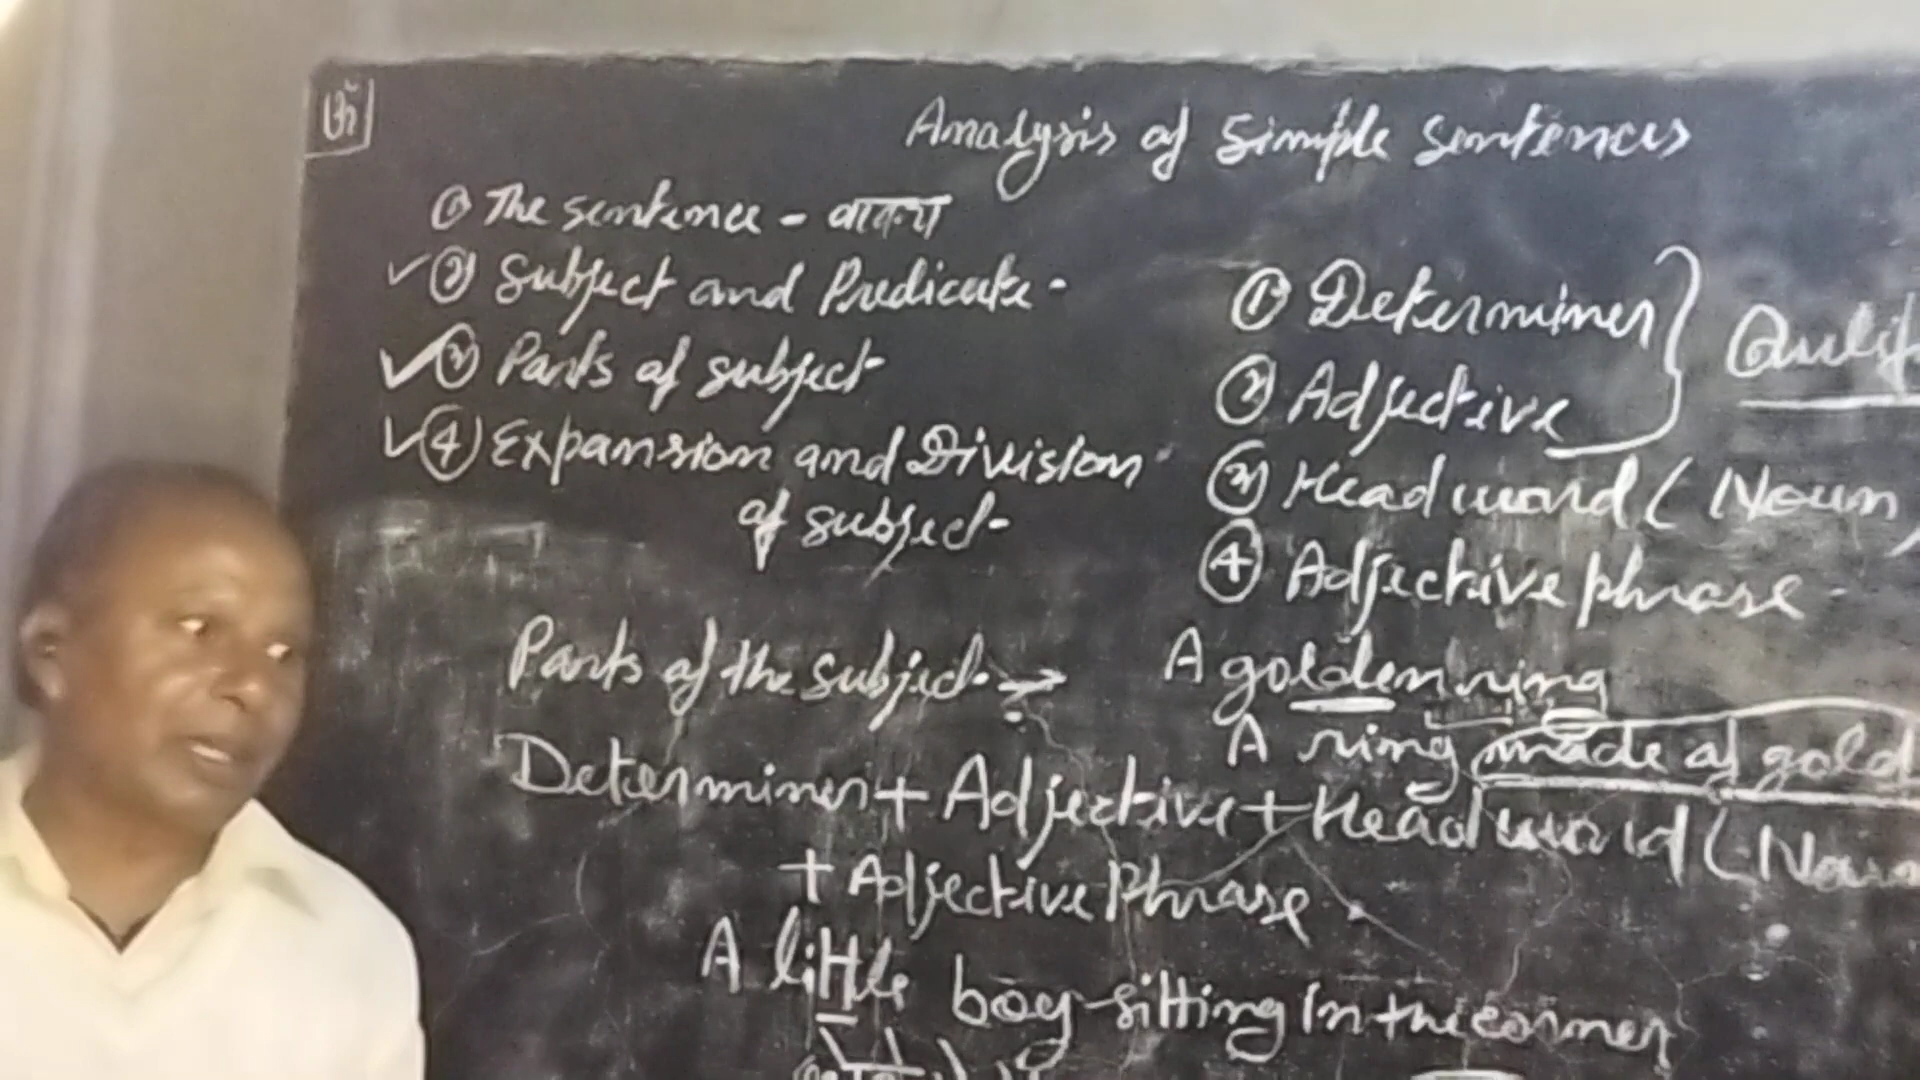 ॐ
Analysis of Simple Sentences
① The sentence - वाक्य
✓② Subject and Predicate -
✓③ Parts of subject
✓④ Expansion and Division
of subject -
① Determiner
② Adjective
③ Head word (Noun)
④ Adjective phrase -
Parts of the subject - →
A golden ring
A ring made of gold
Determiner + Adjective + Head word (Noun
+ Adjective Phrase
A little boy sitting in the corner